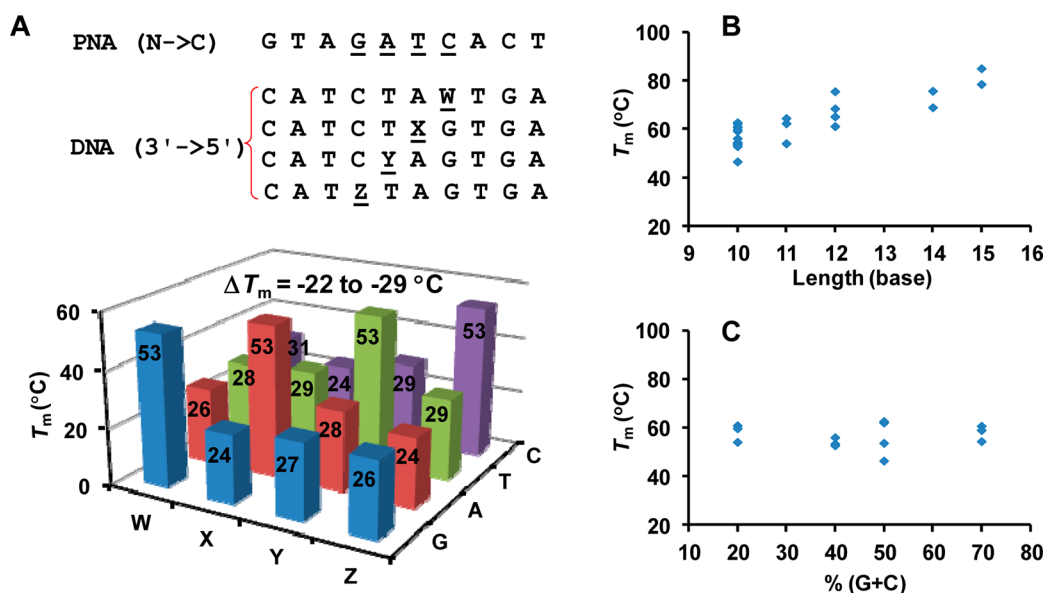 A
PNA (N->C) G T A G A T C A C T
DNA (3'->5')
C A T C T A W T G A
C A T C T X G T G A
C A T C Y A G T G A
C A T Z T A G T G A
ΔTm = -22 to -29 °C
Tm (°C)
60
40
20
0
53 26 28 31
24 53 29 24
27 28 53 29
26 24 29 53
W X Y Z
G A T C
B
Tm (°C)
100
80
60
40
20
9 10 11 12 13 14 15 16
Length (base)
C
Tm (°C)
100
80
60
40
20
10 20 30 40 50 60 70 80
% (G+C)